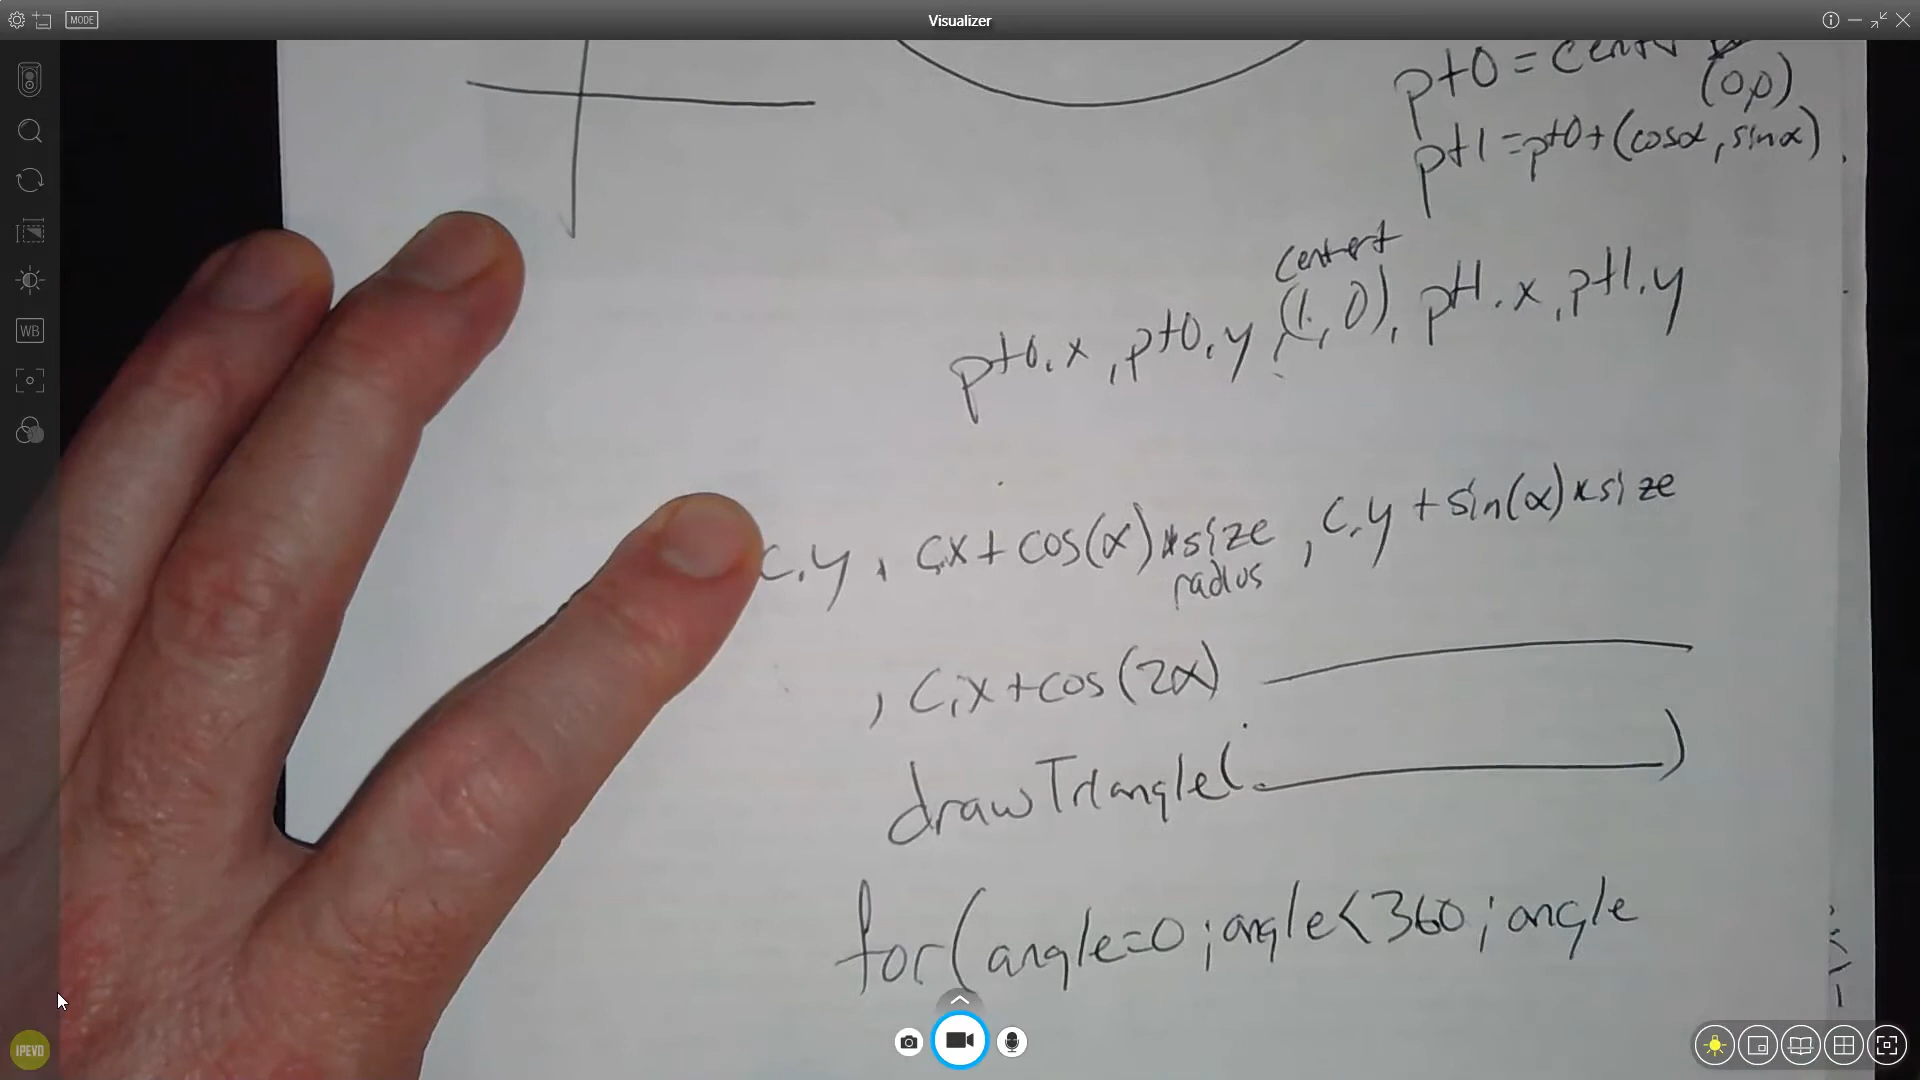 MODE
Visualizer
pt0 = cent
(0,0)
pt1 = pt0 + (cosα, sinα)
center
pt0.x, pt0.y, (1, 0), pt1.x, pt1.y
c.y, c.x + cos(α) * size, c.y + sin(α) * size
radius
, c.x + cos(2α)
drawTriangle( )
for(angle=0; angle<360; angle
WB
IPEVO